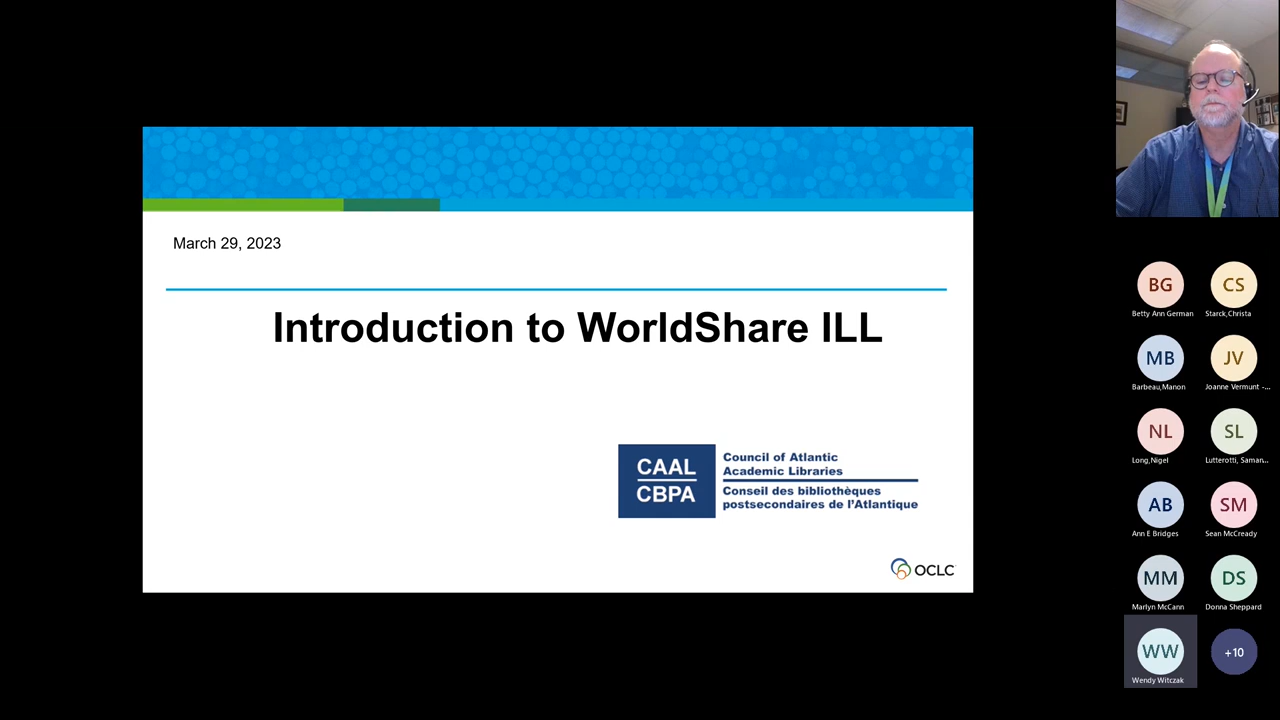 March 29, 2023
Introduction to WorldShare ILL
CAAL
CBPA
Council of Atlantic
Academic Libraries
Conseil des bibliothèques
postsecondaires de l'Atlantique
OCLC
BG
CS
Betty Ann German
Starck,Christa
MB
JV
Barbeau,Manon
Joanne Vermunt -...
NL
SL
Long,Nigel
Lutterotti, Saman...
AB
SM
Ann E Bridges
Sean McCready
MM
DS
Marlyn McCann
Donna Sheppard
WW
+10
Wendy Witczak